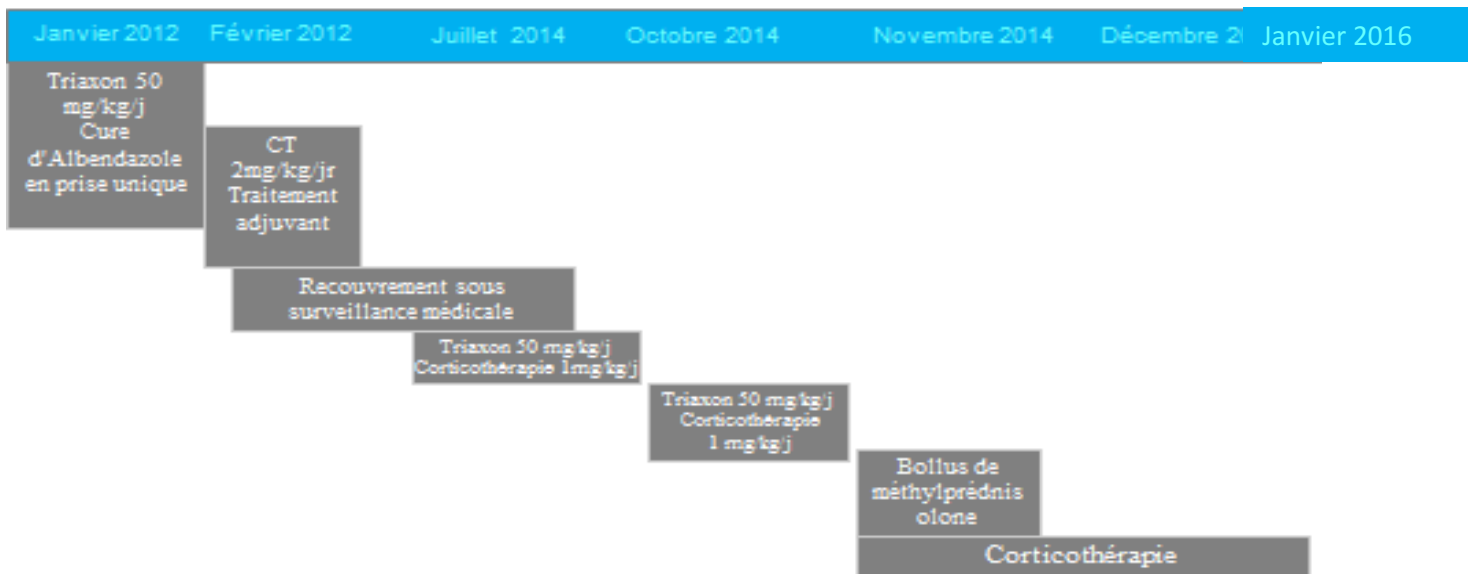 Janvier 2012 Février 2012 Juillet 2014 Octobre 2014 Novembre 2014 Décembre 2 Janvier 2016
Triaxon 50
mg/kg/j
Cure
d'Albendazole
en prise unique
CT
2mg/kg/jr
Traitement
adjuvant
Recouvrement sous
surveillance médicale
Triaxon 50 mg/kg/j
Corticothérapie 1mg/kg/j
Triaxon 50 mg/kg/j
Corticothérapie
1 mg/kg/j
Bollus de
méthylprédnis
olone
Corticothérapie